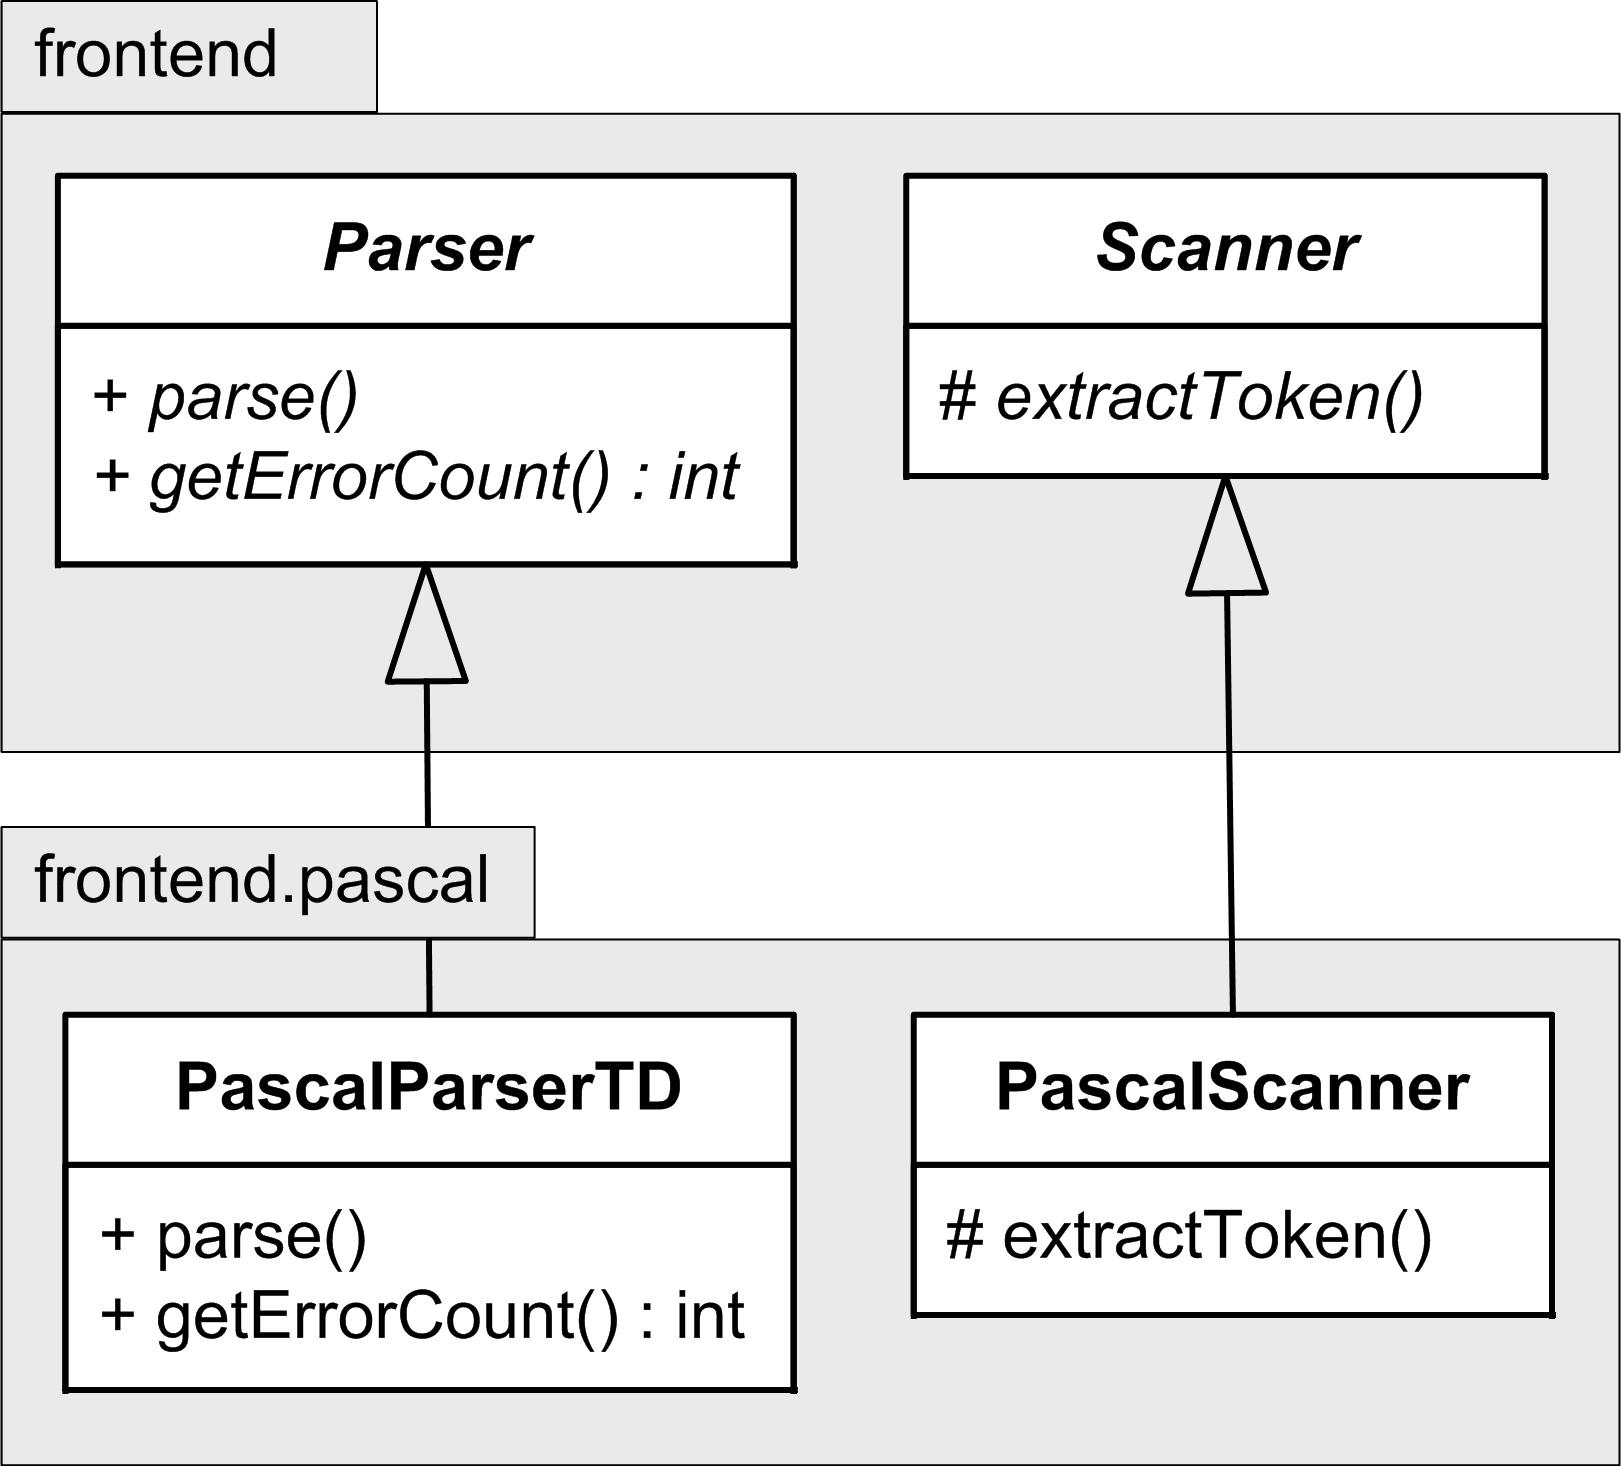 frontend
Parser
+ parse()
+ getErrorCount() : int
Scanner
# extractToken()
frontend.pascal
PascalParserTD
+ parse()
+ getErrorCount() : int
PascalScanner
# extractToken()